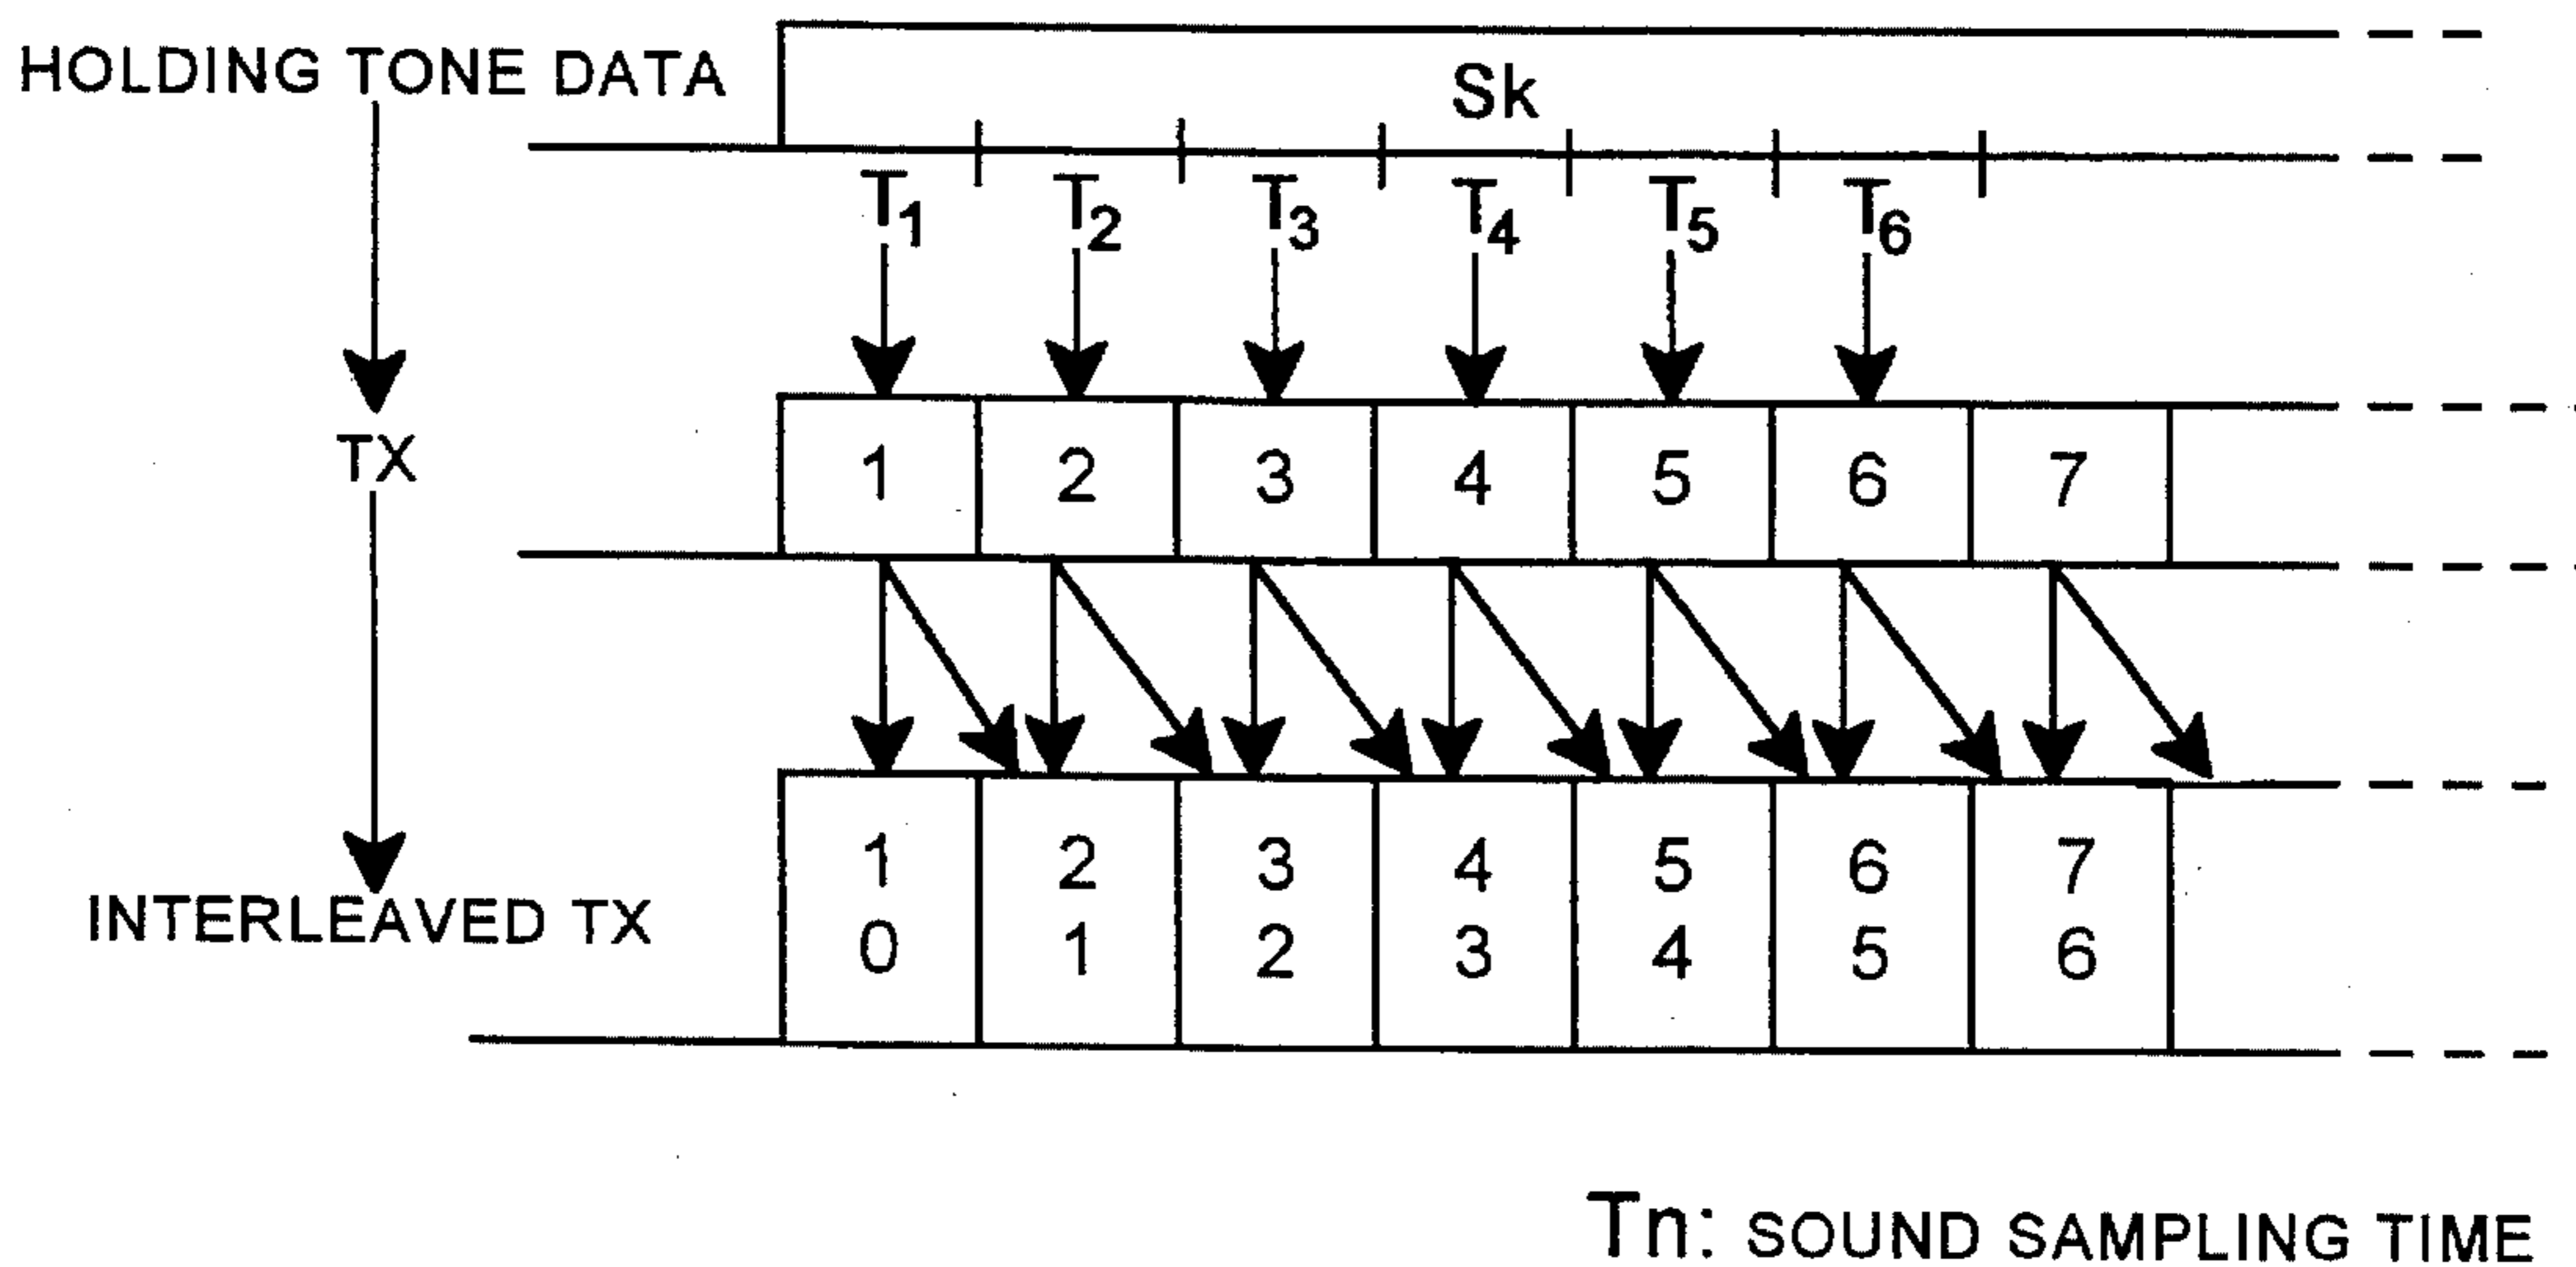 HOLDING TONE DATA
Sk
T1 T2 T3 T4 T5 T6
TX
1 2 3 4 5 6 7
INTERLEAVED TX
1 2 3 4 5 6 7
0 1 2 3 4 5 6
Tn: SOUND SAMPLING TIME